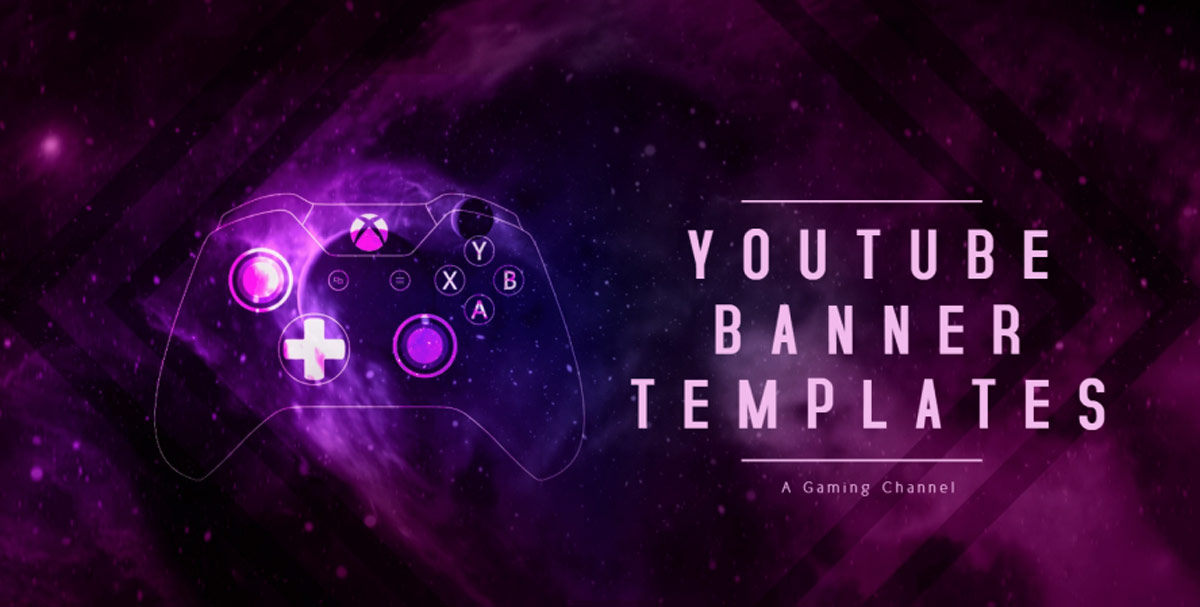 Y
X B
A
YOUTUBE
BANNER
TEMPLATES
A Gaming Channel